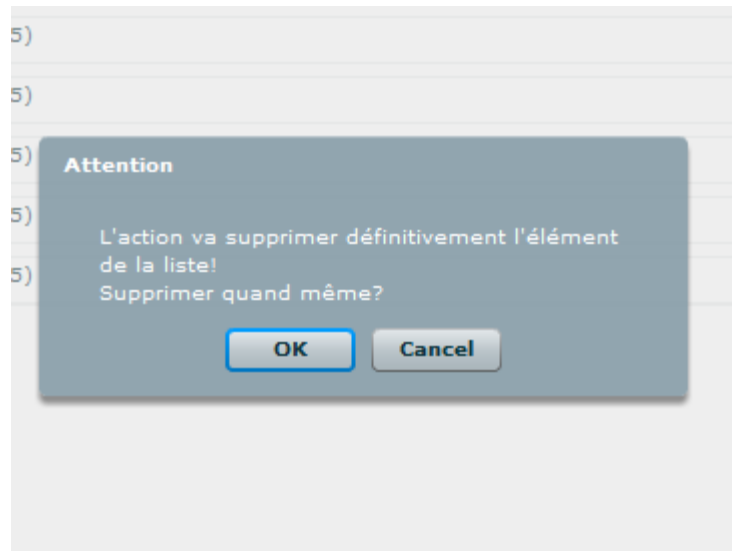 5)
5)
5)
Attention
5)
L'action va supprimer définitivement l'élément
de la liste!
5)
Supprimer quand même?
OK Cancel